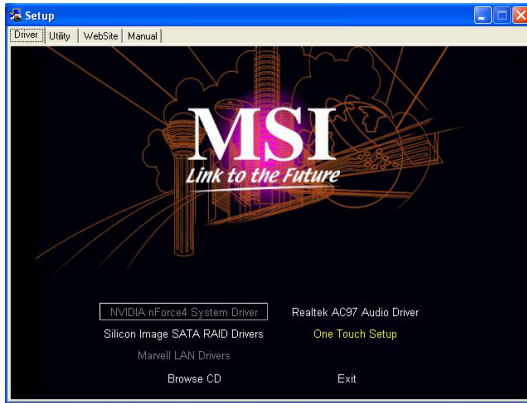 Setup
Driver Utility WebSite Manual
MSI
Link to the Future
NVIDIA nForce4 System Driver Realtek AC97 Audio Driver
Silicon Image SATA RAID Drivers One Touch Setup
Marvell LAN Drivers
Browse CD Exit